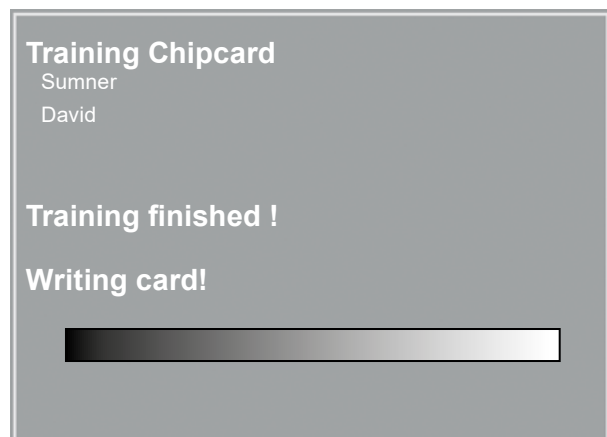 Training Chipcard
Sumner
David
Training finished !
Writing card!